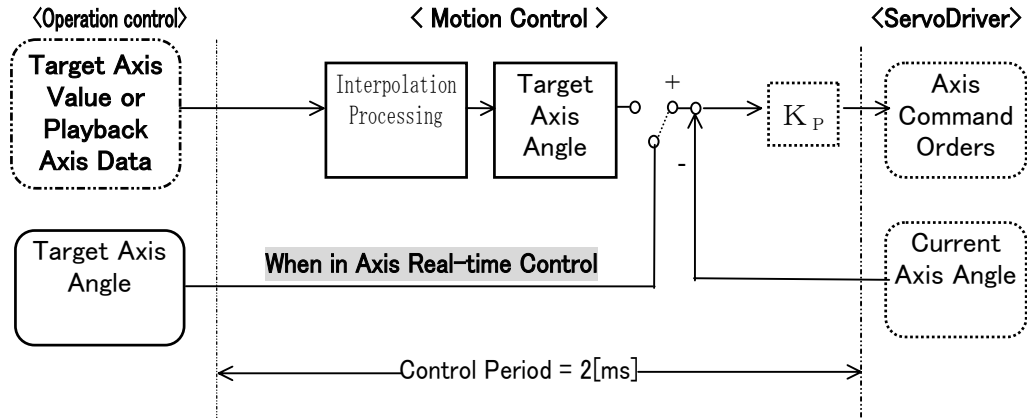 <Operation control>
< Motion Control >
<ServoDriver>
Target Axis
Value or
Playback
Axis Data
Interpolation
Processing
Target
Axis
Angle
+
-
K P
Axis
Command
Orders
Target Axis
Angle
When in Axis Real-time Control
Current
Axis Angle
Control Period = 2[ms]